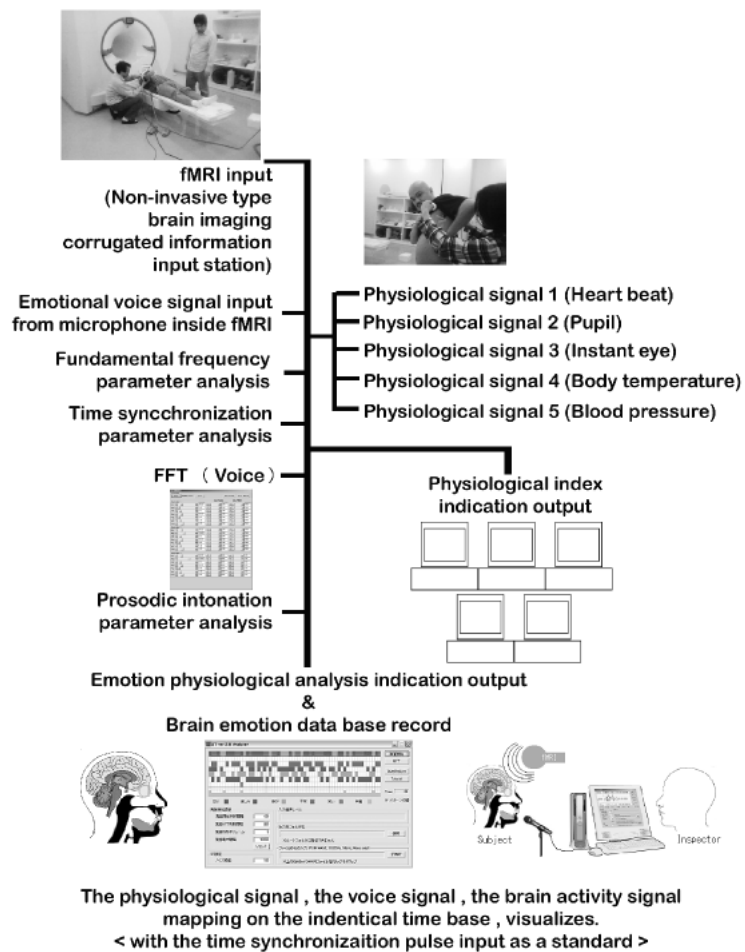 fMRI input
(Non-invasive type
brain imaging
corrugated information
input station)
Emotional voice signal input
from microphone inside fMRI
Fundamental frequency
parameter analysis
Time syncchronization
parameter analysis
FFT ( Voice )
Prosodic intonation
parameter analysis
Physiological signal 1 (Heart beat)
Physiological signal 2 (Pupil)
Physiological signal 3 (Instant eye)
Physiological signal 4 (Body temperature)
Physiological signal 5 (Blood pressure)
Physiological index
indication output
Emotion physiological analysis indication output
&
Brain emotion data base record
fMRI
Subject
Inspector
The physiological signal , the voice signal , the brain activity signal
mapping on the indentical time base , visualizes.
< with the time synchronizaition pulse input as a standard >